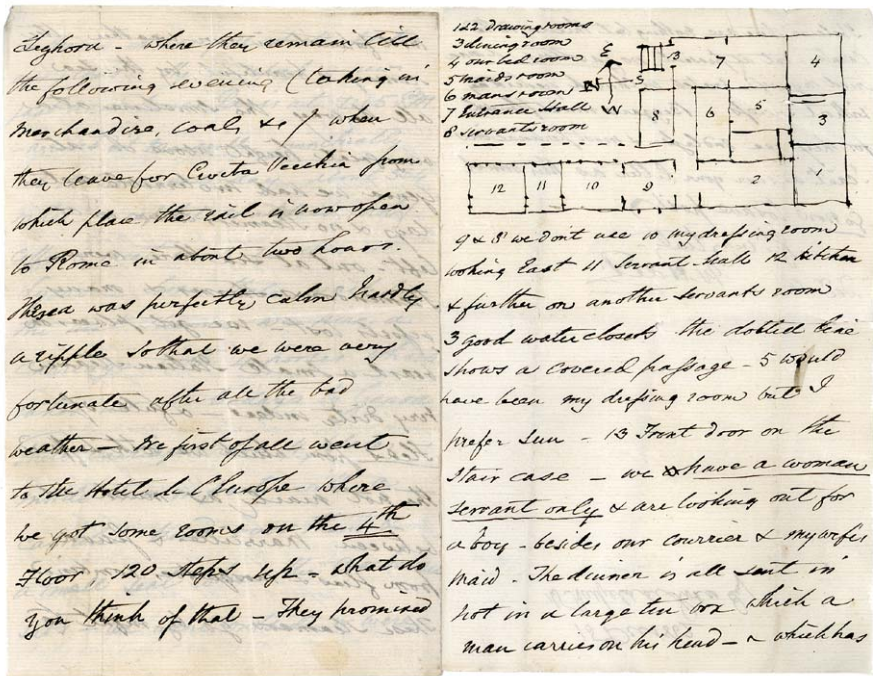 Leghorn - where they remain till
the following evening (taking in
merchandize, coals &c) when
they leave for Civita Vecchia from
which place the rail is now open
to Rome in about two hours.
The sea was perfectly calm hardly
a ripple so that we were very
fortunate after all the bad
weather - We first of all went
to the Hotel de l'Europe where
we got some rooms on the 4th
Floor, 120 steps up - what do
you think of that - They promised
1 & 2 drawing rooms
3 dining room
4 our bed room
5 maids room
6 mans room
7 Entrance Hall
8 servants room
E
N S
W
13
7
4
8
6
5
3
12
11
10
9
2
1
9 & 8 we don't use 10 my dressing room
looking East 11 Servants hall 12 kitchen
& further on another servants room
3 good waterclosets the dotted line
shows a covered passage - 5 would
have been my dressing room but I
prefer sun - 13 Front door on the
Stair case - we have a woman
servant only & are looking out for
a boy - besides our courrier & my wifes
maid - The dinner is all sent in
hot in a large tin box which a
man carries on his head - & which has